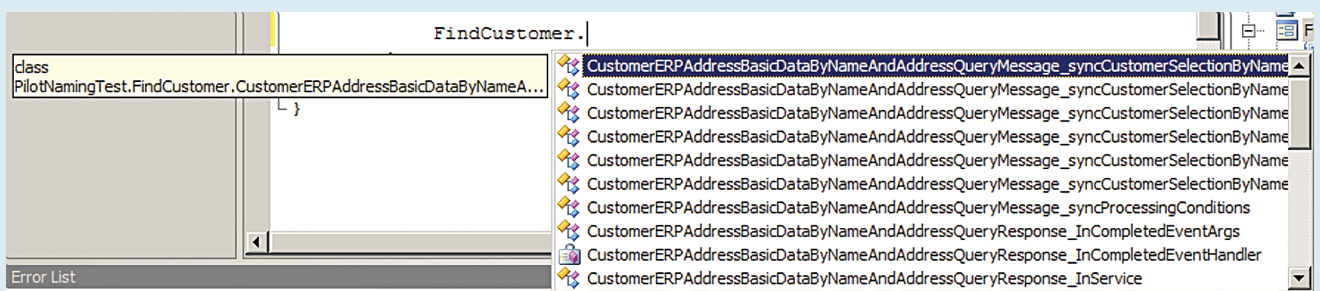 FindCustomer.
class
PilotNamingTest.FindCustomer.CustomerERPAddressBasicDataByNameA...
}
CustomerERPAddressBasicDataByNameAndAddressQueryMessage_syncCustomerSelectionByName
CustomerERPAddressBasicDataByNameAndAddressQueryMessage_syncCustomerSelectionByName
CustomerERPAddressBasicDataByNameAndAddressQueryMessage_syncCustomerSelectionByName
CustomerERPAddressBasicDataByNameAndAddressQueryMessage_syncCustomerSelectionByName
CustomerERPAddressBasicDataByNameAndAddressQueryMessage_syncCustomerSelectionByName
CustomerERPAddressBasicDataByNameAndAddressQueryMessage_syncCustomerSelectionByName
CustomerERPAddressBasicDataByNameAndAddressQueryMessage_syncProcessingConditions
CustomerERPAddressBasicDataByNameAndAddressQueryResponse_InCompletedEventArgs
CustomerERPAddressBasicDataByNameAndAddressQueryResponse_InCompletedEventHandler
CustomerERPAddressBasicDataByNameAndAddressQueryResponse_InService
Error List